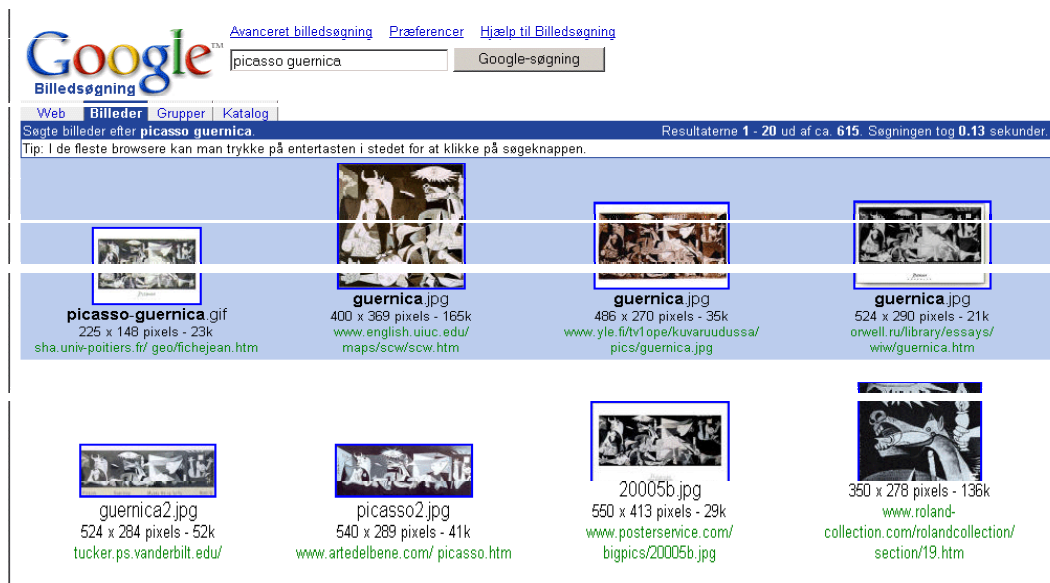 Avanceret billedsøgning Præferencer Hjælp til Billedsøgning
Google™
picasso guernica Google-søgning
Billedsøgning
Web Billeder Grupper Katalog
Søgte billeder efter picasso guernica. Resultaterne 1 - 20 ud af ca. 615. Søgningen tog 0.13 sekunder.
Tip: I de fleste browsere kan man trykke på entertasten i stedet for at klikke på søgeknappen.
picasso-guernica.gif
225 x 148 pixels - 23k
sha.univ-poitiers.fr/ geo/fichejean.htm
guernica.jpg
400 x 369 pixels - 165k
www.english.uiuc.edu/
maps/scw/scw.htm
guernica.jpg
486 x 270 pixels - 35k
www.yle.fi/tv1ope/kuvaruudussa/
pics/guernica.jpg
guernica.jpg
524 x 290 pixels - 21k
orwell.ru/library/essays/
wiw/guernica.htm
guernica2.jpg
524 x 284 pixels - 52k
tucker.ps.vanderbilt.edu/
picasso2.jpg
540 x 289 pixels - 41k
www.artedelbene.com/ picasso.htm
20005b.jpg
550 x 413 pixels - 29k
www.posterservice.com/
bigpics/20005b.jpg
350 x 278 pixels - 136k
www.roland-
collection.com/rolandcollection/
section/19.htm